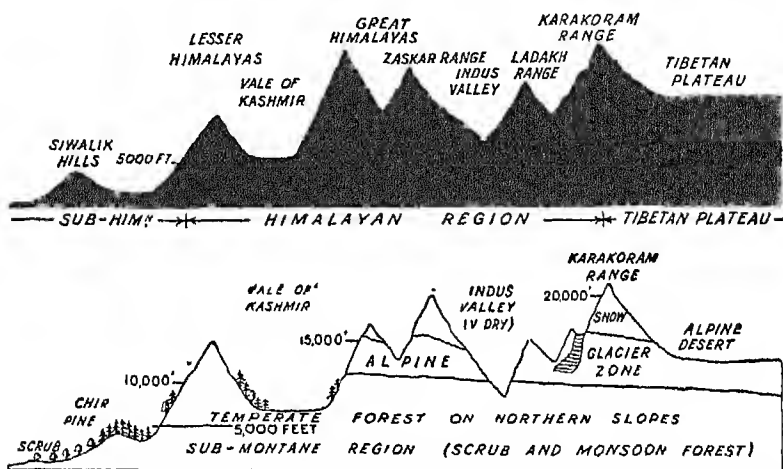 SIWALIK
HILLS
5000 FT.
LESSER
HIMALAYAS
VALE OF
KASHMIR
GREAT
HIMALAYAS
ZASKAR RANGE
INDUS
VALLEY
LADAKH
RANGE
KARAKORAM
RANGE
TIBETAN
PLATEAU
SUB-HIMN.
HIMALAYAN REGION
TIBETAN PLATEAU
SCRUB
CHIR
PINE
10,000'
VALE OF
KASHMIR
15,000'
ALPINE
INDUS
VALLEY
(V DRY)
KARAKORAM
RANGE
20,000'
SNOW
GLACIER
ZONE
ALPINE
DESERT
TEMPERATE FOREST ON NORTHERN SLOPES
5,000 FEET
SUB-MONTANE REGION (SCRUB AND MONSOON FOREST)